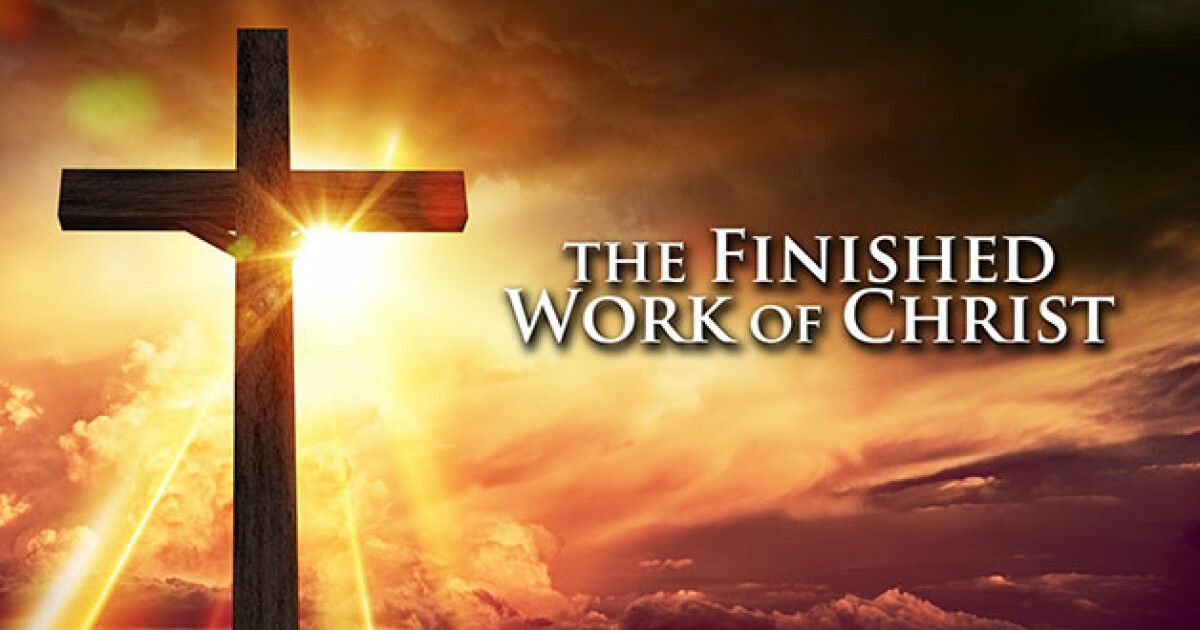 THE FINISHED
WORK OF CHRIST